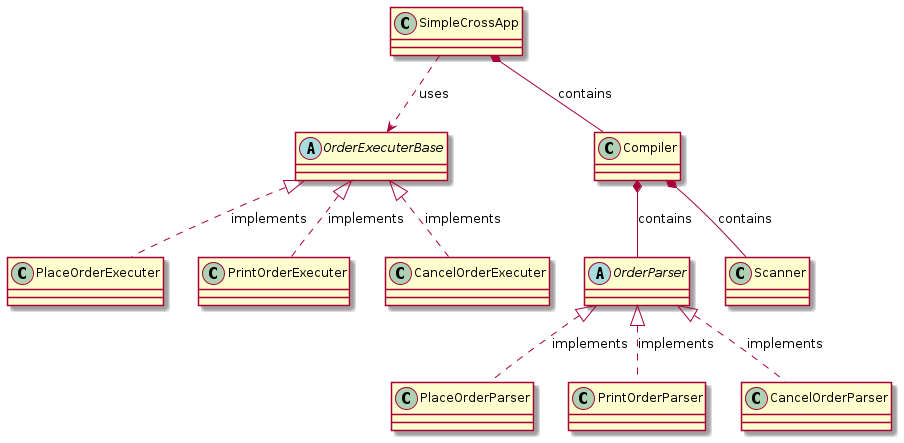 C SimpleCrossApp
uses
contains
A OrderExecuterBase
C Compiler
implements
implements
implements
contains
contains
C PlaceOrderExecuter
C PrintOrderExecuter
C CancelOrderExecuter
A OrderParser
C Scanner
implements
implements
implements
C PlaceOrderParser
C PrintOrderParser
C CancelOrderParser